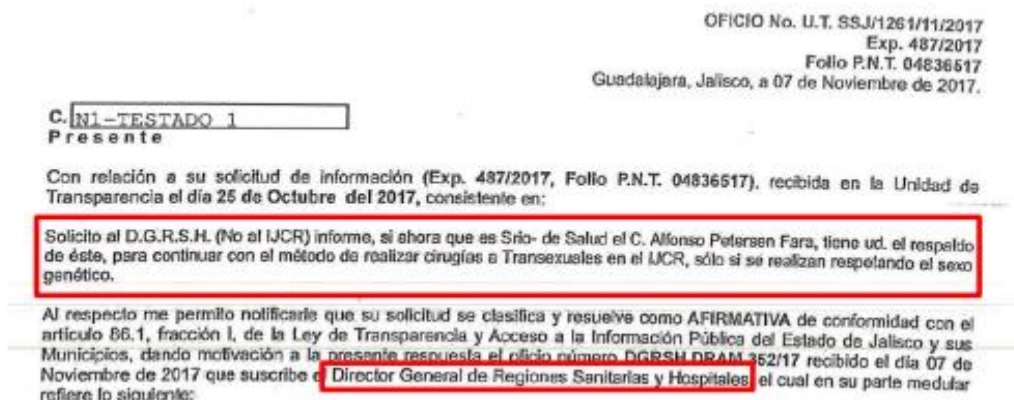 OFICIO No. U.T. SSJ/1261/11/2017
Exp. 487/2017
Folio P.N.T. 04836517
Guadalajara, Jalisco, a 07 de Noviembre de 2017.
C. N1-TESTADO 1
Presente
Con relación a su solicitud de información (Exp. 487/2017, Folio P.N.T. 04836517), recibida en la Unidad de
Transparencia el día 25 de Octubre del 2017, consistente en:
Solicito al D.G.R.S.H. (No al IJCR) informe, si ahora que es Srio- de Salud el C. Alfonso Petersen Fara, tiene ud. el respaldo
de éste, para continuar con el método de realizar cirugías a Transexuales en el IJCR, sólo si se realizan respetando el sexo
genético.
Al respecto me permito notificarle que su solicitud se clasifica y resuelve como AFIRMATIVA de conformidad con el
artículo 86.1, fracción I, de la Ley de Transparencia y Acceso a la Información Pública del Estado de Jalisco y sus
Municipios, dando motivación a la presente respuesta el oficio número DGRSH DRAM 352/17 recibido el día 07 de
Noviembre de 2017 que suscribe el Director General de Regiones Sanitarias y Hospitales, el cual en su parte medular
refiere lo siguiente: